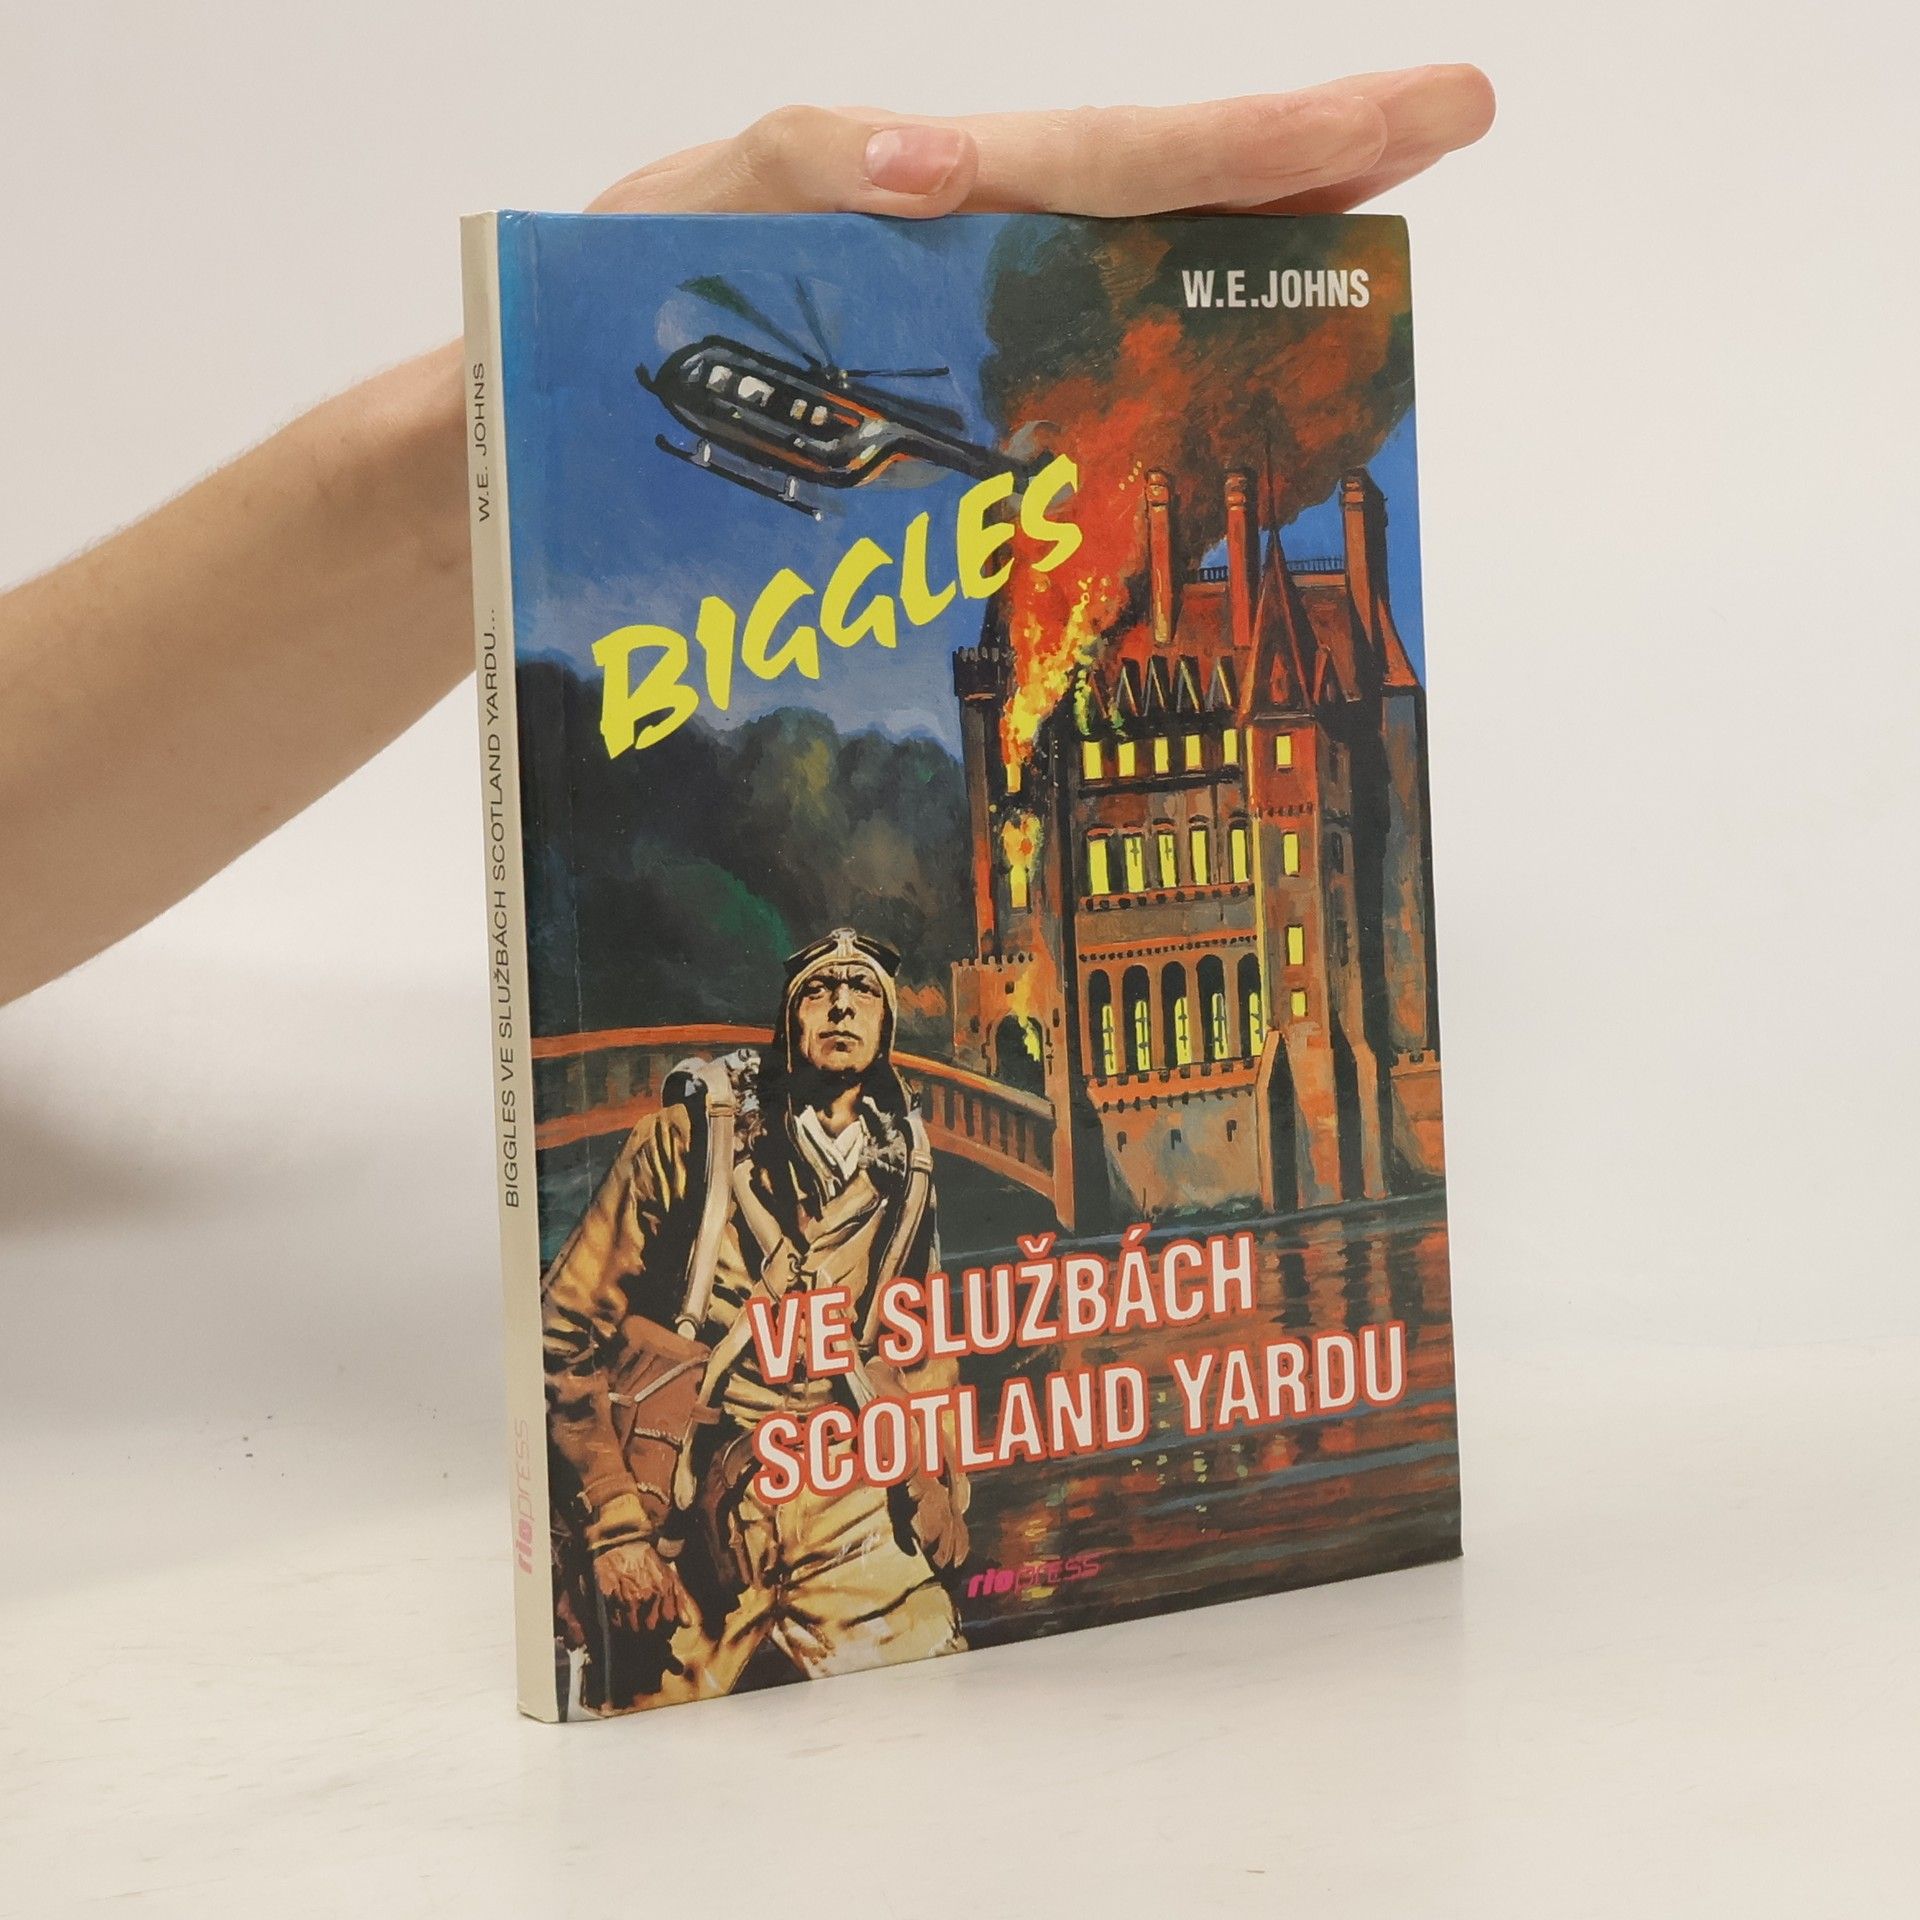 W.E. JOHNS
BIGGLES VE SLUŽBÁCH SCOTLAND YARDU...
riopress
W.E.JOHNS
BIGGLES
VE SLUŽBÁCH
SCOTLAND YARDU
riopress